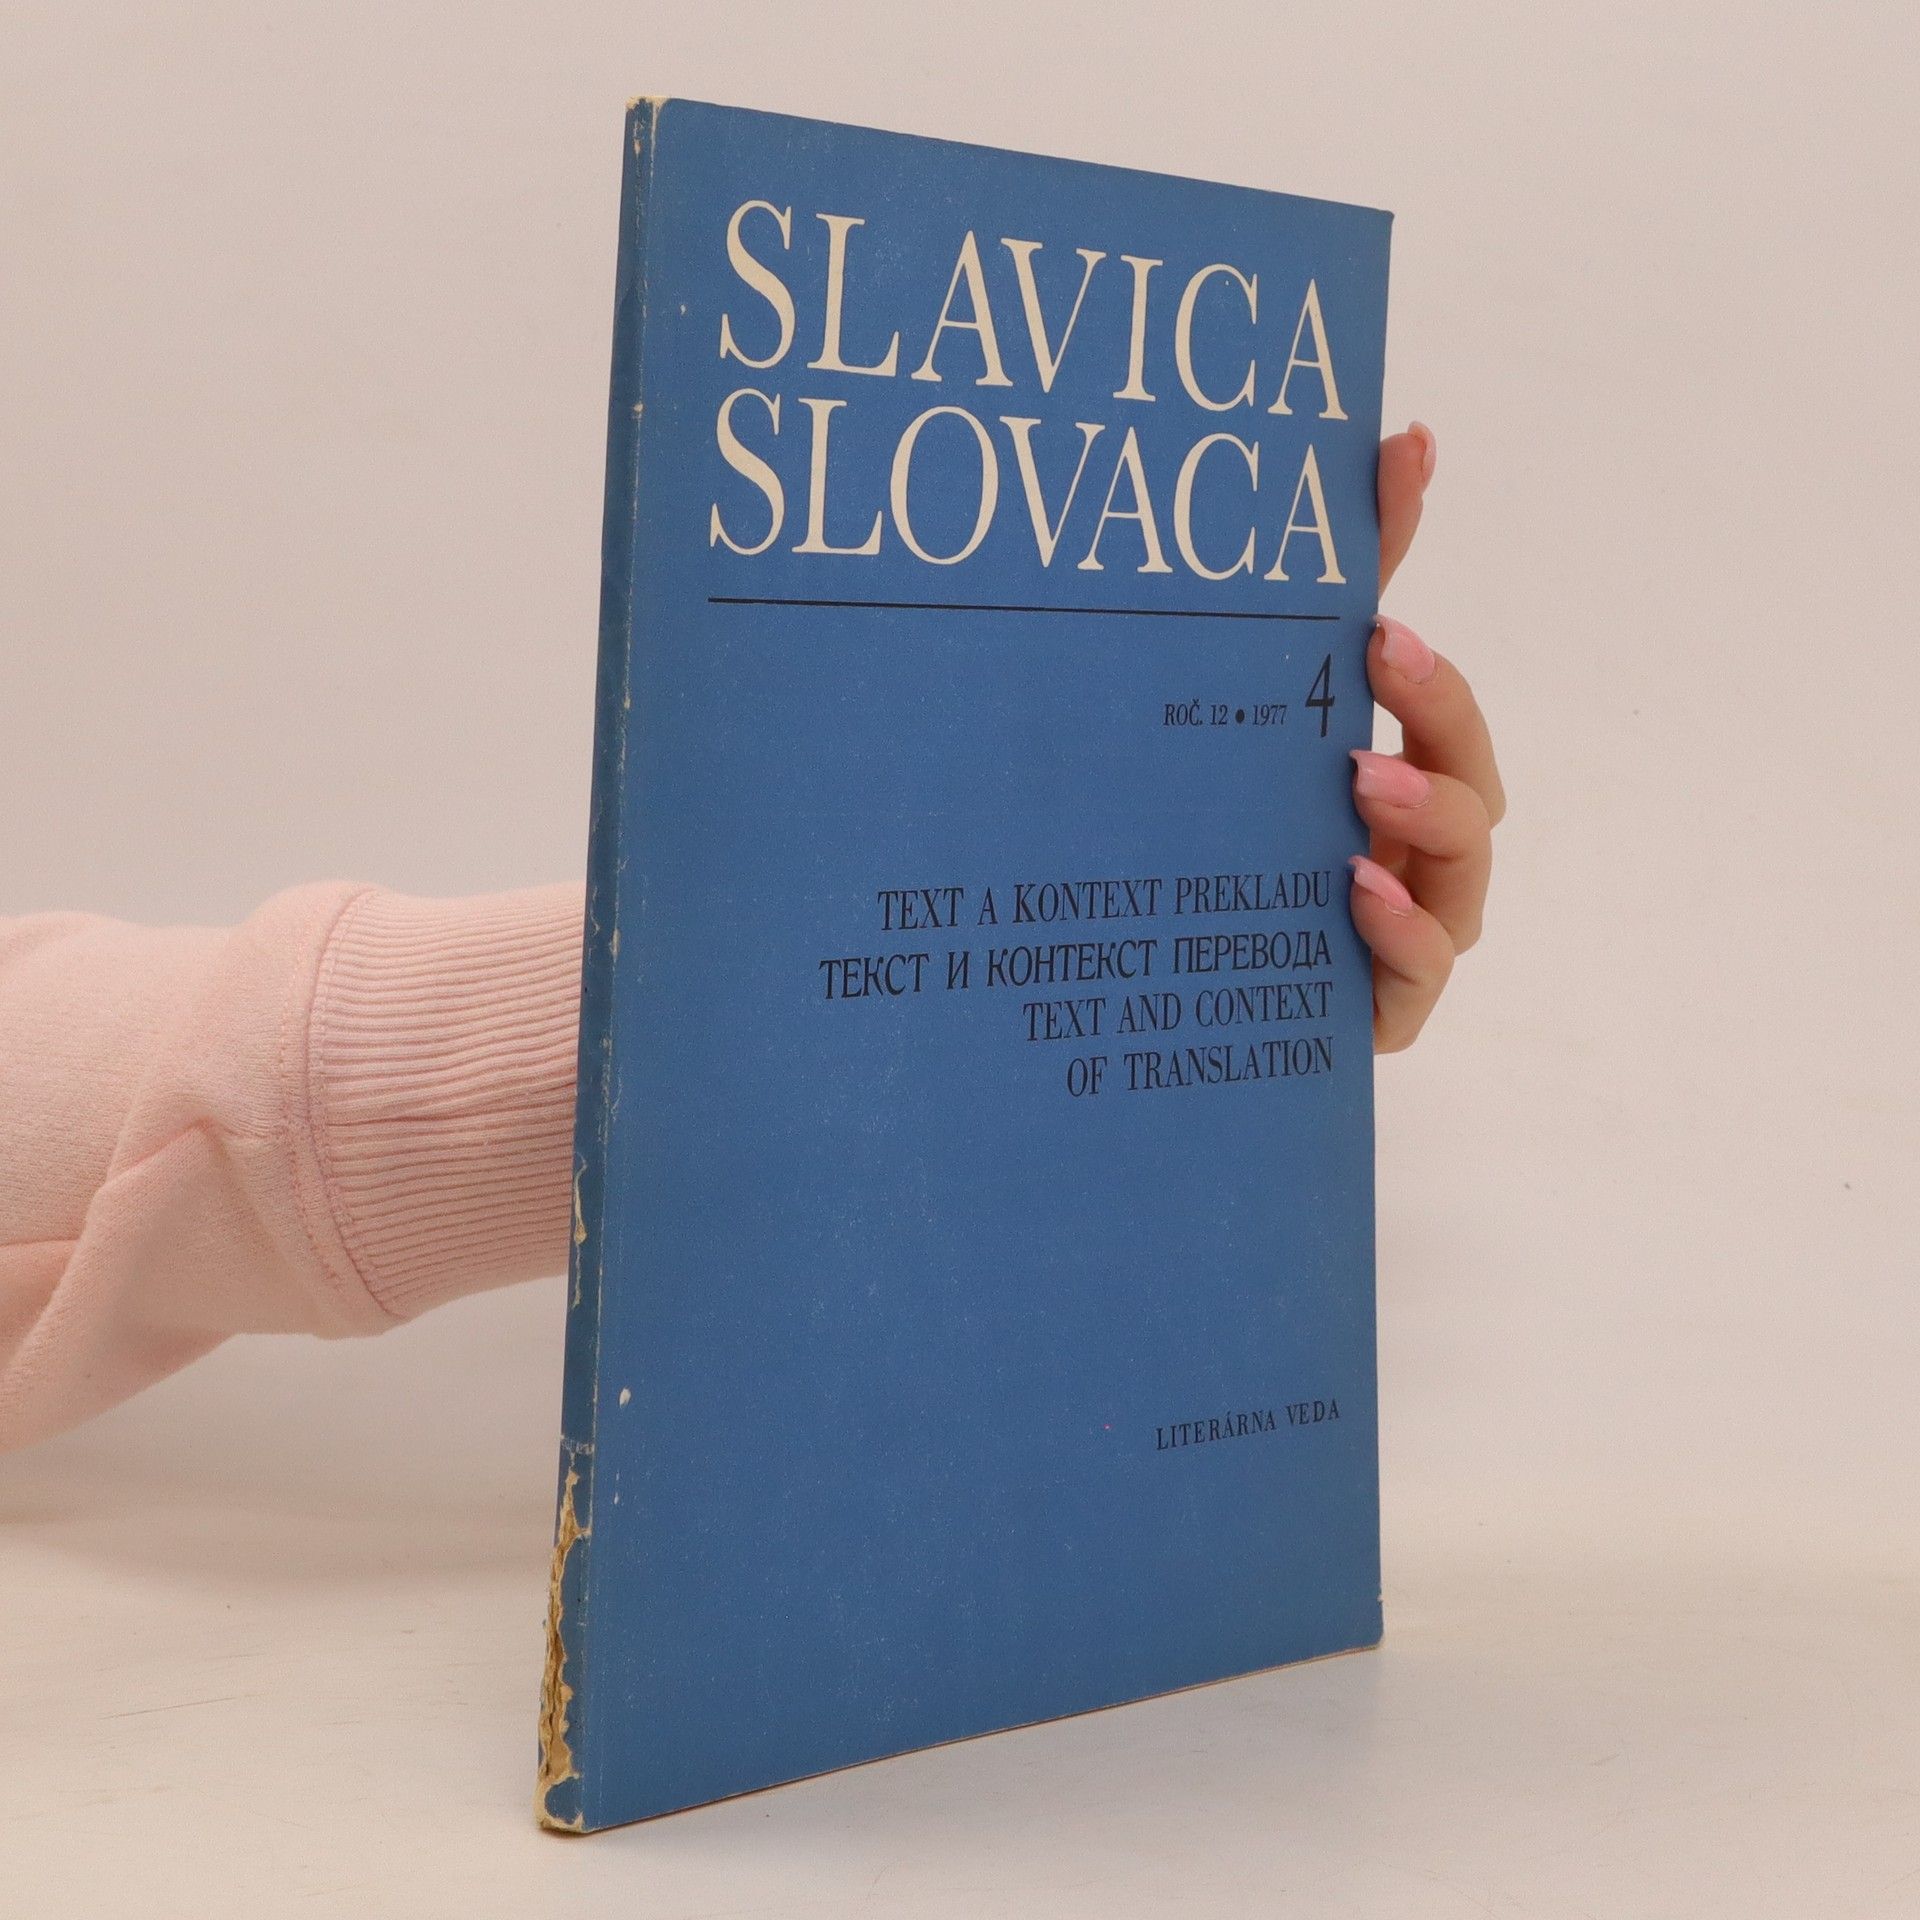 SLAVICA
SLOVACA
ROČ. 12 ● 1977 4
TEXT A KONTEXT PREKLADU
ТЕКСТ И КОНТЕКСТ ПЕРЕВОДА
TEXT AND CONTEXT
OF TRANSLATION
LITERÁRNA VEDA